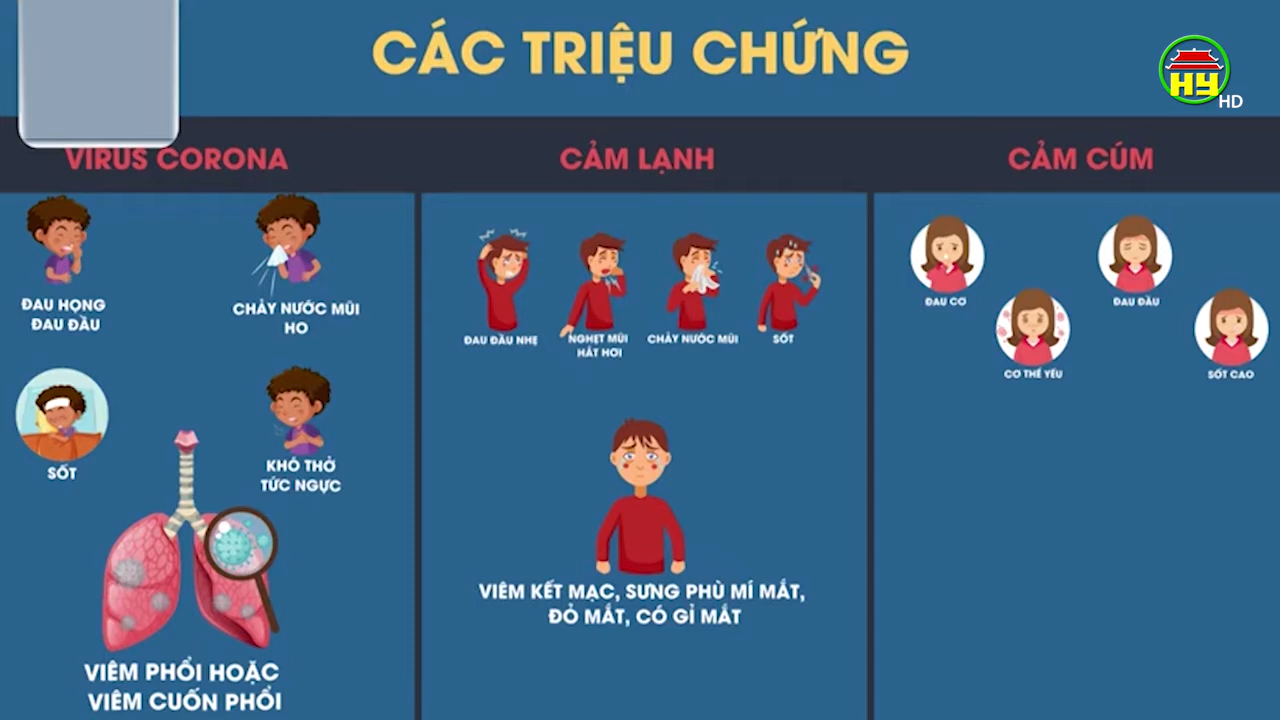 CÁC TRIỆU CHỨNG
HY
HD
VIRUS CORONA
CẢM LẠNH
CẢM CÚM
ĐAU HỌNG
ĐAU ĐẦU
CHẢY NƯỚC MŨI
HO
SỐT
KHÓ THỞ
TỨC NGỰC
VIÊM PHỔI HOẶC
VIÊM CUỐN PHỔI
ĐAU ĐẦU NHẸ
NGHẸT MŨI
HẮT HƠI
CHẢY NƯỚC MŨI
SỐT
VIÊM KẾT MẠC, SƯNG PHÙ MÍ MẮT,
ĐỎ MẮT, CÓ GỈ MẮT
ĐAU CƠ
ĐAU ĐẦU
CƠ THỂ YẾU
SỐT CAO